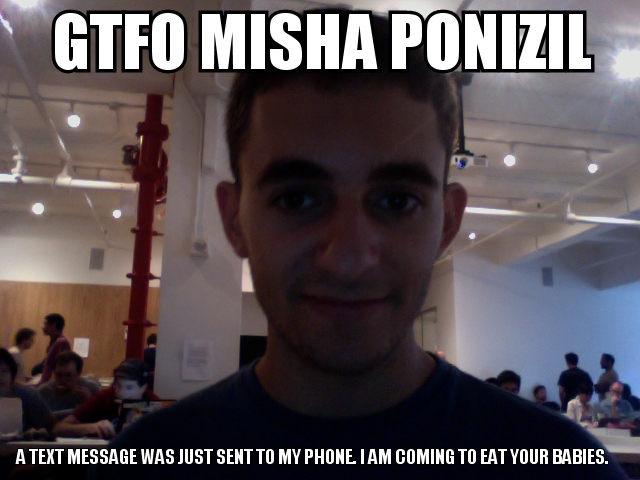 GTFO MISHA PONIZIL
A TEXT MESSAGE WAS JUST SENT TO MY PHONE. I AM COMING TO EAT YOUR BABIES.